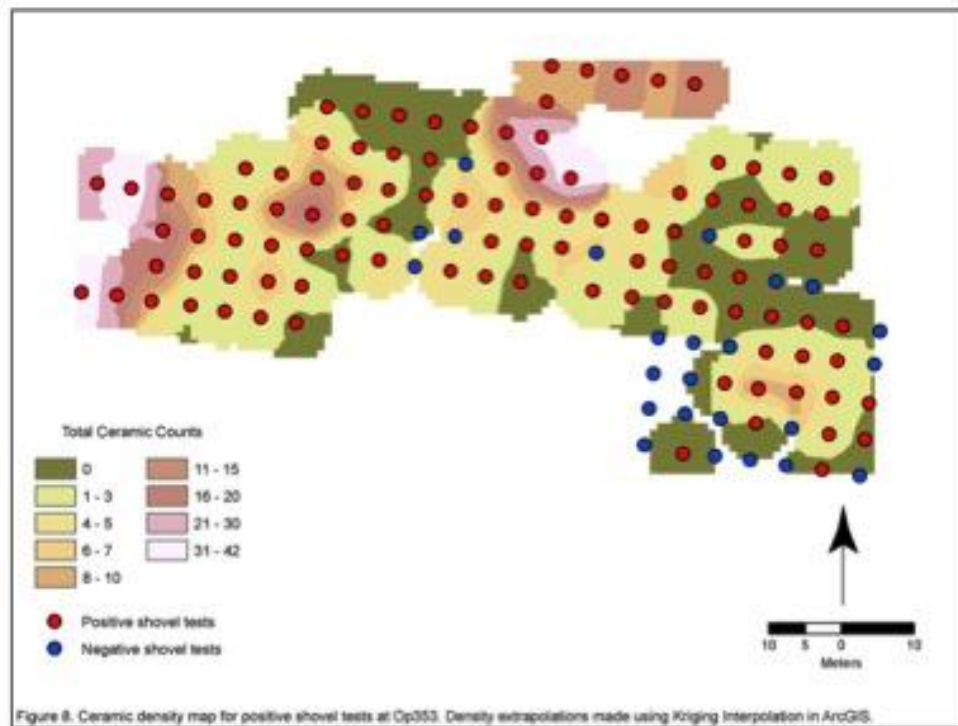 Total Ceramic Counts
0
1 - 3
4 - 5
6 - 7
8 - 10
11 - 15
16 - 20
21 - 30
31 - 42
Positive shovel tests
Negative shovel tests
10 5 0 10
Meters
Figure 8. Ceramic density map for positive shovel tests at Op353. Density extrapolations made using Kriging Interpolation in ArcGIS.